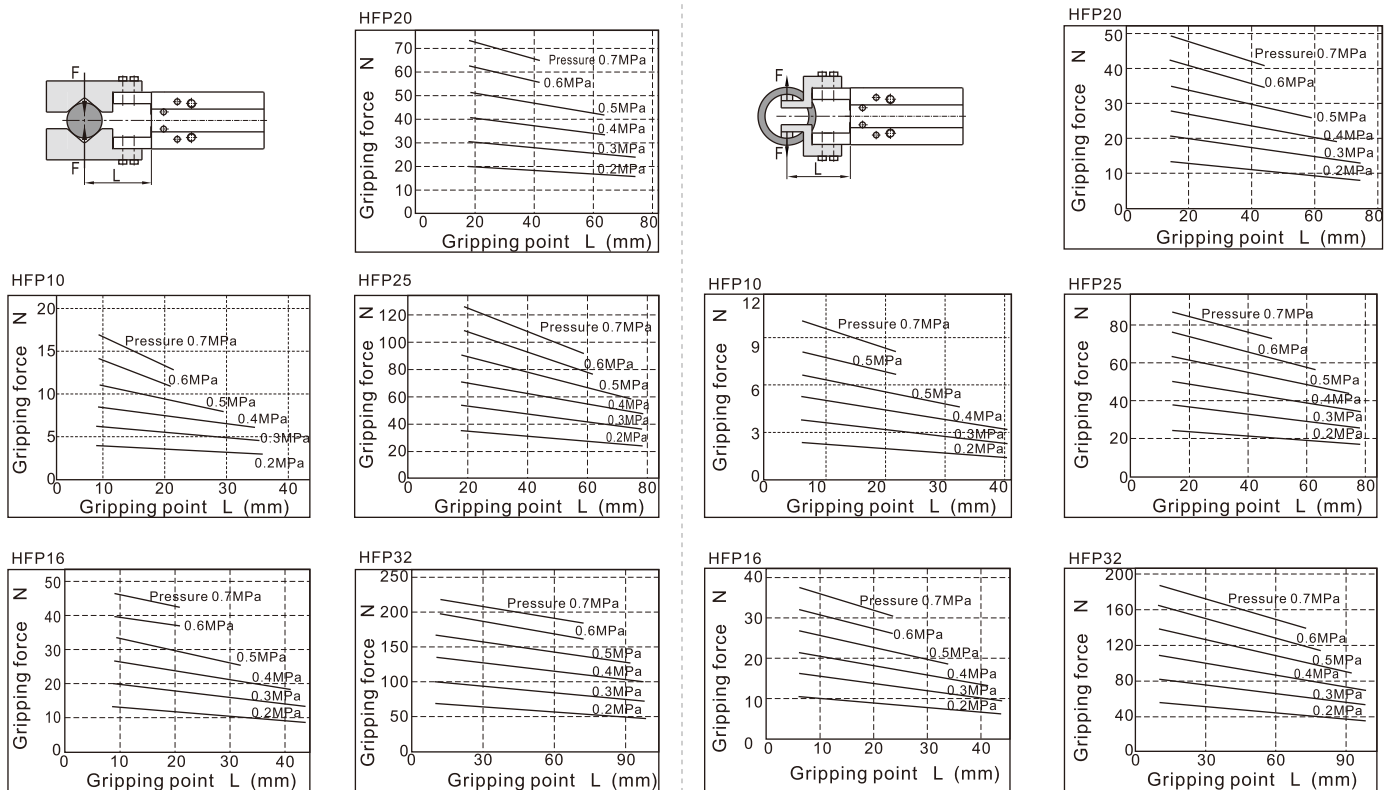 F
F
L
HFP20
Gripping force N
70
60
50
40
30
20
10
0
Pressure 0.7MPa
0.6MPa
0.5MPa
0.4MPa
0.3MPa
0.2MPa
0 20 40 60 80
Gripping point L (mm)
F
F
L
HFP20
Gripping force N
50
40
30
20
10
0
Pressure 0.7MPa
0.6MPa
0.5MPa
0.4MPa
0.3MPa
0.2MPa
0 20 40 60 80
Gripping point L (mm)
HFP10
Gripping force N
20
15
10
5
0
Pressure 0.7MPa
0.6MPa
0.5MPa
0.4MPa
0.3MPa
0.2MPa
0 10 20 30 40
Gripping point L (mm)
HFP25
Gripping force N
120
100
80
60
40
20
0
Pressure 0.7MPa
0.6MPa
0.5MPa
0.4MPa
0.3MPa
0.2MPa
0 20 40 60 80
Gripping point L (mm)
HFP10
Gripping force N
12
9
6
3
0
Pressure 0.7MPa
0.5MPa
0.5MPa
0.4MPa
0.3MPa
0.2MPa
0 10 20 30 40
Gripping point L (mm)
HFP25
Gripping force N
80
60
40
20
0
Pressure 0.7MPa
0.6MPa
0.5MPa
0.4MPa
0.3MPa
0.2MPa
0 20 40 60 80
Gripping point L (mm)
HFP16
Gripping force N
50
40
30
20
10
0
Pressure 0.7MPa
0.6MPa
0.5MPa
0.4MPa
0.3MPa
0.2MPa
0 10 20 30 40
Gripping point L (mm)
HFP32
Gripping force N
250
200
150
100
50
0
Pressure 0.7MPa
0.6MPa
0.5MPa
0.4MPa
0.3MPa
0.2MPa
0 30 60 90
Gripping point L (mm)
HFP16
Gripping force N
40
30
20
10
0
Pressure 0.7MPa
0.6MPa
0.5MPa
0.4MPa
0.3MPa
0.2MPa
0 10 20 30 40
Gripping point L (mm)
HFP32
Gripping force N
200
160
120
80
40
0
Pressure 0.7MPa
0.6MPa
0.5MPa
0.4MPa
0.3MPa
0.2MPa
0 30 60 90
Gripping point L (mm)